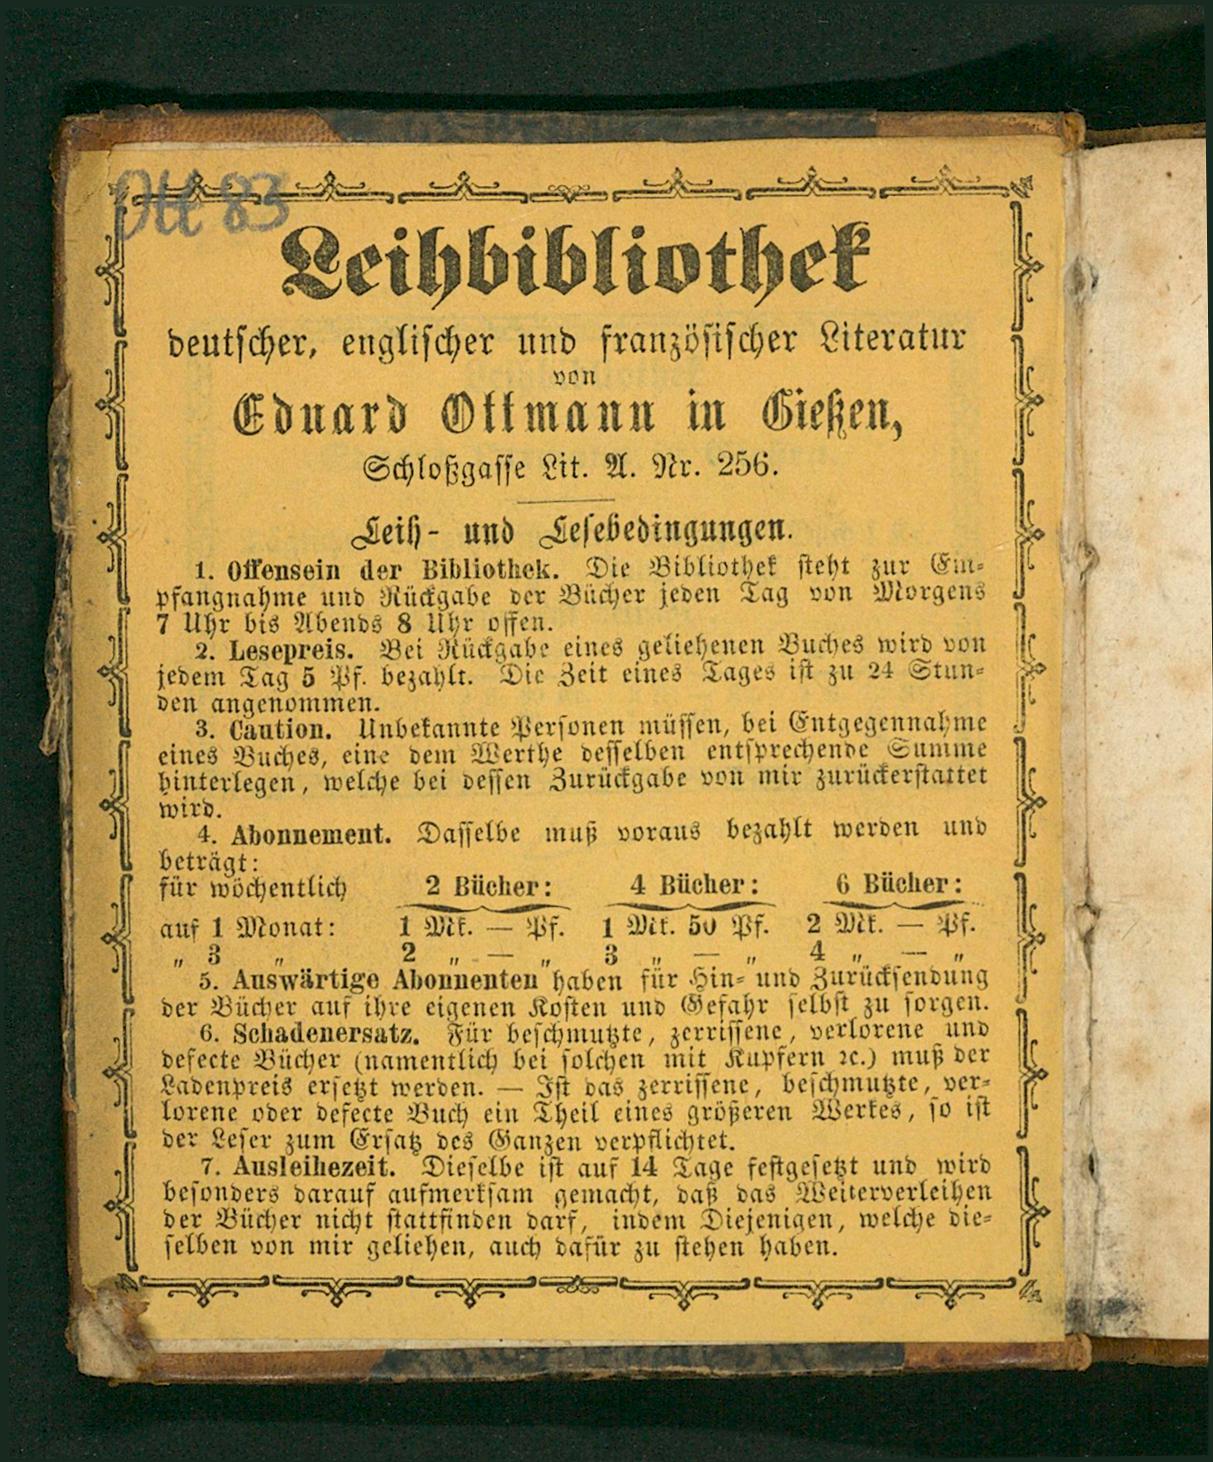 Ott 83
Leihbibliothek
deutscher, englischer und französischer Literatur
von
Eduard Ottmann in Gießen,
Schloßgasse Lit. A. Nr. 256.
Leih- und Lesebedingungen.
1. Offensein der Bibliothek. Die Bibliothek steht zur Em-
pfangnahme und Rückgabe der Bücher jeden Tag von Morgens
7 Uhr bis Abends 8 Uhr offen.
2. Lesepreis. Bei Rückgabe eines geliehenen Buches wird von
jedem Tag 5 Pf. bezahlt. Die Zeit eines Tages ist zu 24 Stun-
den angenommen.
3. Caution. Unbekannte Personen müssen, bei Entgegennahme
eines Buches, eine dem Werthe desselben entsprechende Summe
hinterlegen, welche bei dessen Zurückgabe von mir zurückerstattet
wird.
4. Abonnement. Dasselbe muß voraus bezahlt werden und
beträgt:
für wöchentlich 2 Bücher: 4 Bücher: 6 Bücher:
auf 1 Monat: 1 Mk. — Pf. 1 Mk. 50 Pf. 2 Mk. — Pf.
„ 3 „ 2 „ — „ 3 „ — „ 4 „ — „
5. Auswärtige Abonnenten haben für Hin- und Zurücksendung
der Bücher auf ihre eigenen Kosten und Gefahr selbst zu sorgen.
6. Schadenersatz. Für beschmutzte, zerrissene, verlorene und
defecte Bücher (namentlich bei solchen mit Kupfern ꝛc.) muß der
Ladenpreis ersetzt werden. — Ist das zerrissene, beschmutzte, ver-
lorene oder defecte Buch ein Theil eines größeren Werkes, so ist
der Leser zum Ersatz des Ganzen verpflichtet.
7. Ausleihezeit. Dieselbe ist auf 14 Tage festgesetzt und wird
besonders darauf aufmerksam gemacht, daß das Weiterverleihen
der Bücher nicht stattfinden darf, indem Diejenigen, welche die-
selben von mir geliehen, auch dafür zu stehen haben.